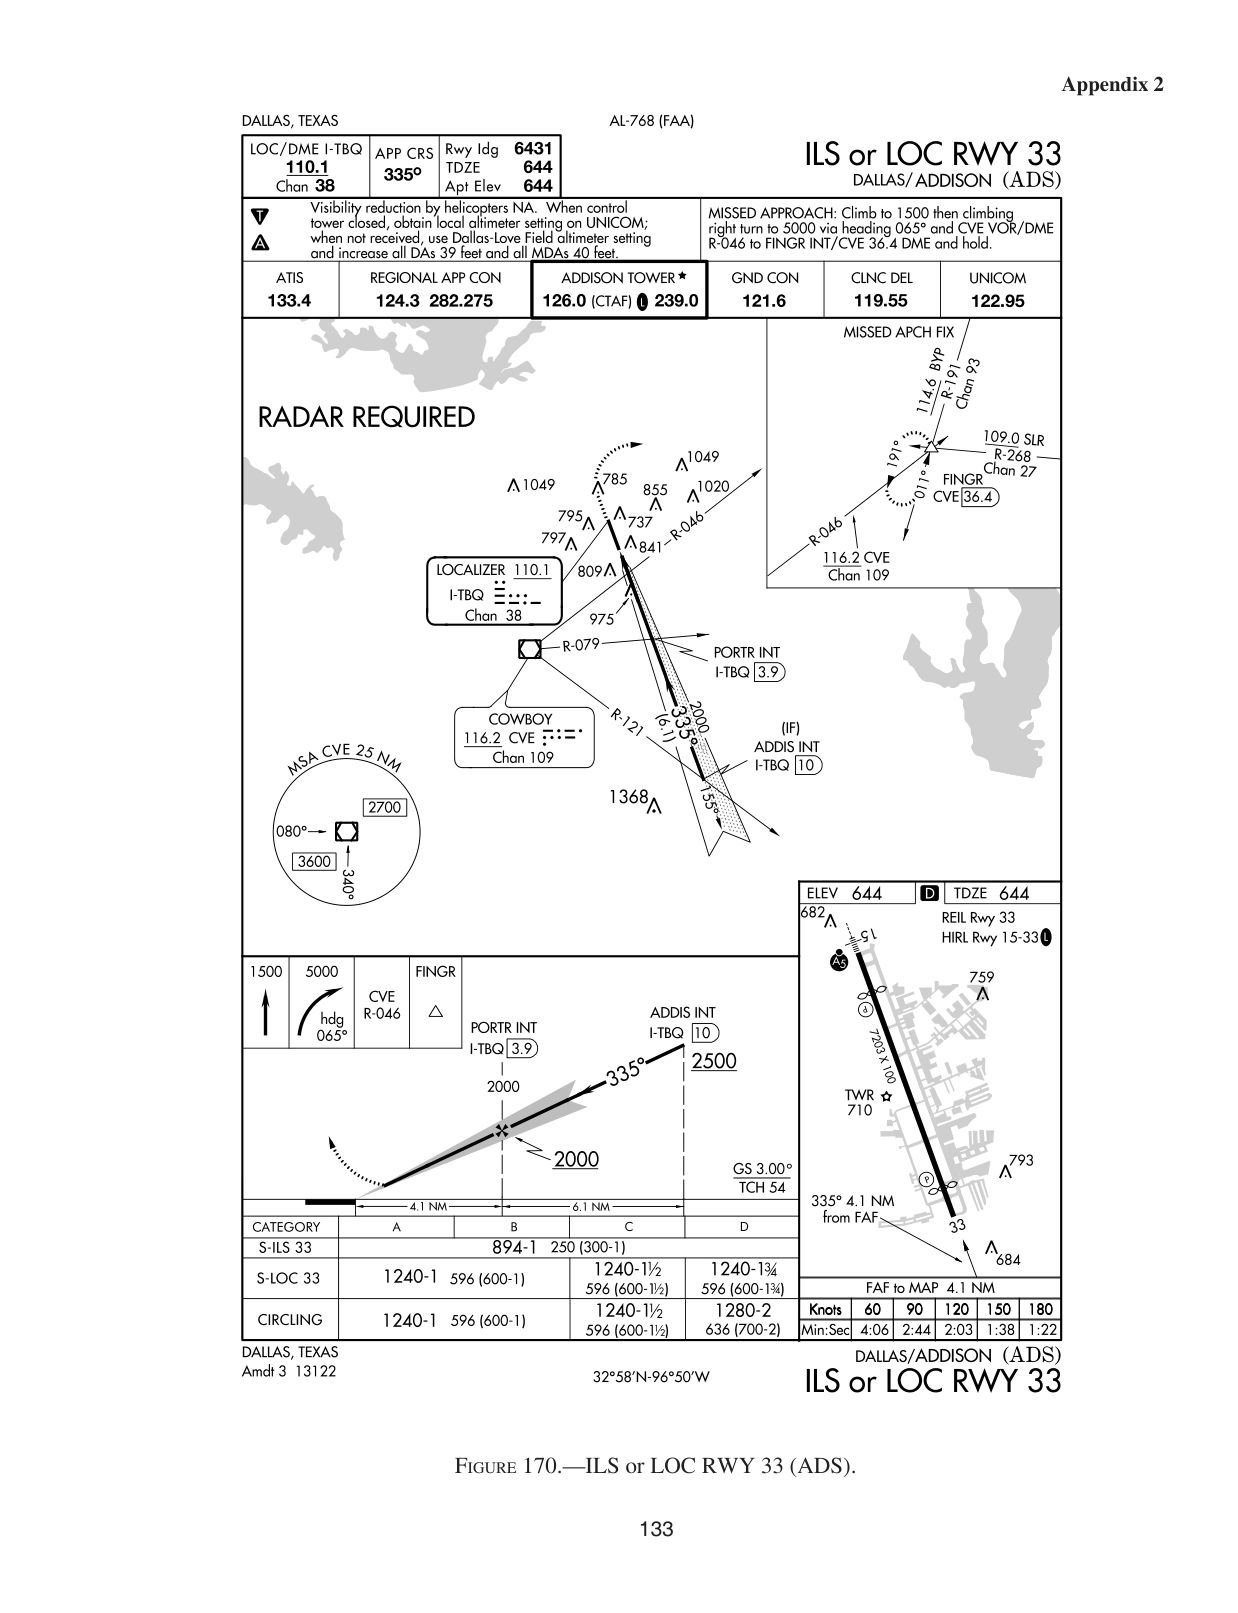 Appendix 2
DALLAS, TEXAS
AL-768 (FAA)
LOC/DME I-TBQ
110.1
Chan 38
APP CRS
335°
Rwy ldg 6431
TDZE 644
Apt Elev 644
ILS or LOC RWY 33
DALLAS/ADDISON (ADS)
T
A
Visibility reduction by helicopters NA. When control
tower closed, obtain local altimeter setting on UNICOM;
when not received, use Dallas-Love Field altimeter setting
and increase all DAs 39 feet and all MDAs 40 feet.
MISSED APPROACH: Climb to 1500 then climbing
right turn to 5000 via heading 065° and CVE VOR/DME
R-046 to FINGR INT/CVE 36.4 DME and hold.
ATIS
133.4
REGIONAL APP CON
124.3 282.275
ADDISON TOWER★
126.0 (CTAF) L 239.0
GND CON
121.6
CLNC DEL
119.55
UNICOM
122.95
MISSED APCH FIX
114.6 BYP
R-191
Chan 93
109.0 SLR
R-268
Chan 27
191°
011°
FINGR
CVE 36.4
R-046
116.2 CVE
Chan 109
RADAR REQUIRED
1049
1049
785
855
1020
795
737
797
841
R-046
809
975
LOCALIZER 110.1
I-TBQ
Chan 38
R-079
PORTR INT
I-TBQ 3.9
COWBOY
116.2 CVE
Chan 109
R-121
2000
335°
(6.1)
(IF)
ADDIS INT
I-TBQ 10
155°
1368
MSA CVE 25 NM
2700
080°
3600
340°
ELEV 644
D
TDZE 644
682
REIL Rwy 33
HIRL Rwy 15-33 L
15
A5
759
P
7203 X 100
TWR
710
793
P
335° 4.1 NM
from FAF
33
684
1500
5000
hdg
065°
CVE
R-046
FINGR
PORTR INT
I-TBQ 3.9
2000
ADDIS INT
I-TBQ 10
335°
2500
2000
GS 3.00°
TCH 54
4.1 NM
6.1 NM
CATEGORY A B C D
S-ILS 33 894-1 250 (300-1)
S-LOC 33 1240-1 596 (600-1) 1240-1½ 596 (600-1½) 1240-1¾ 596 (600-1¾)
CIRCLING 1240-1 596 (600-1) 1240-1½ 596 (600-1½) 1280-2 636 (700-2)
FAF to MAP 4.1 NM
Knots 60 90 120 150 180
Min:Sec 4:06 2:44 2:03 1:38 1:22
DALLAS, TEXAS
Amdt 3 13122
32°58'N-96°50'W
DALLAS/ADDISON (ADS)
ILS or LOC RWY 33
FIGURE 170.—ILS or LOC RWY 33 (ADS).
133